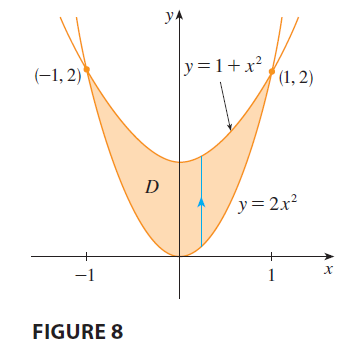 y
y = 1 + x²
(−1, 2)
(1, 2)
D
y = 2x²
−1
1
x
FIGURE 8